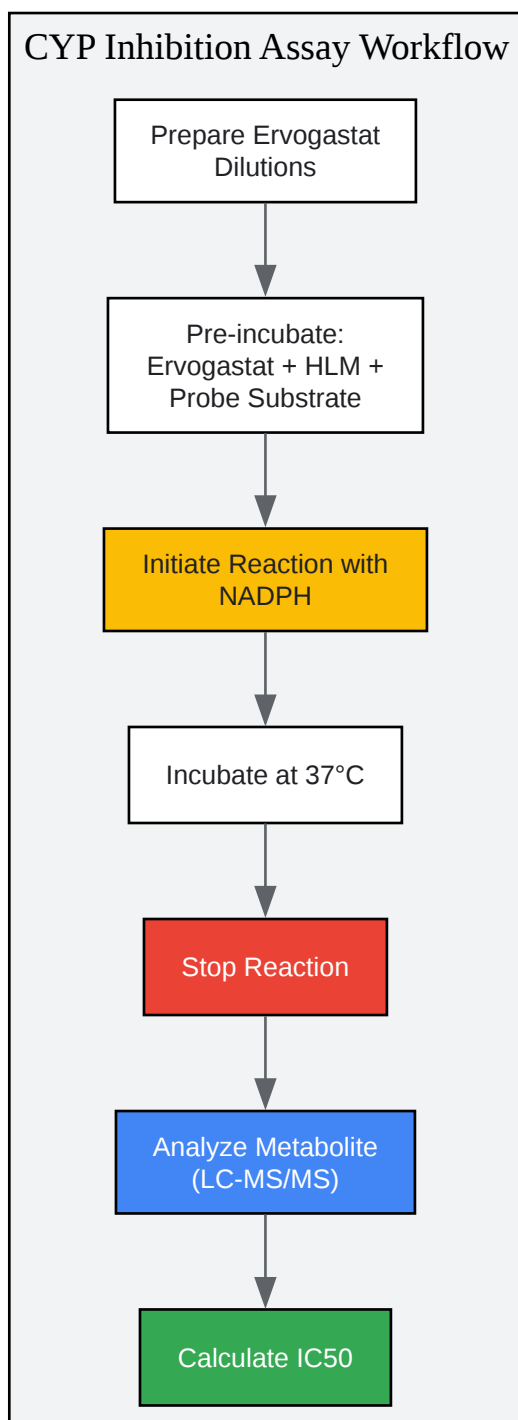 CYP Inhibition Assay Workflow
Prepare Ervogastat
Dilutions
Pre-incubate:
Ervogastat + HLM +
Probe Substrate
Initiate Reaction with
NADPH
Incubate at 37°C
Stop Reaction
Analyze Metabolite
(LC-MS/MS)
Calculate IC50